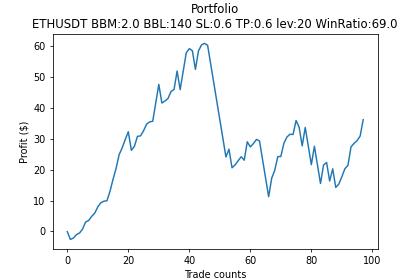 Portfolio
ETHUSDT BBM:2.0 BBL:140 SL:0.6 TP:0.6 lev:20 WinRatio:69.0
Profit ($)
60
50
40
30
20
10
0
0 20 40 60 80 100
Trade counts